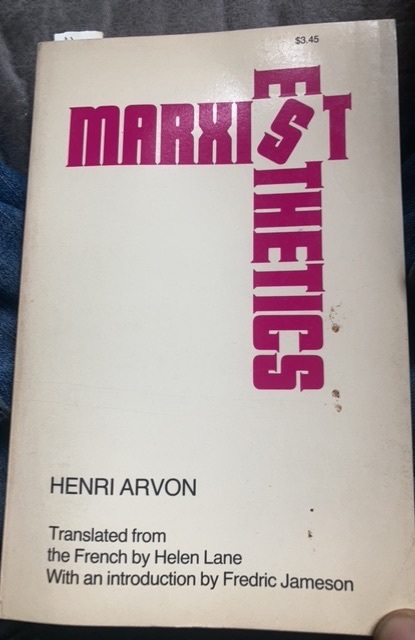 $3.45
MARXIST
ESTHETICS
HENRI ARVON
Translated from
the French by Helen Lane
With an introduction by Fredric Jameson